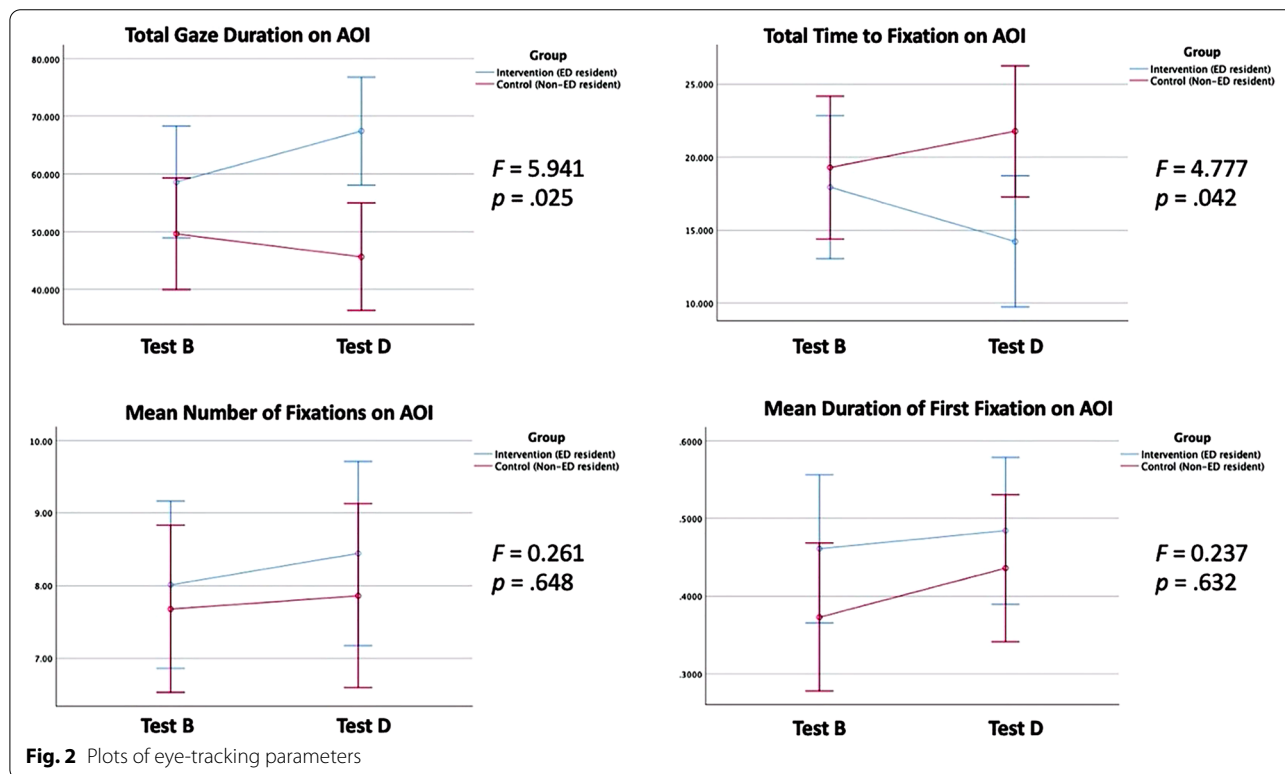 Total Gaze Duration on AOI
80.000
70.000
60.000
50.000
40.000
Test B
Test D
Group
Intervention (ED resident)
Control (Non-ED resident)
F = 5.941
p = .025
Total Time to Fixation on AOI
25.000
20.000
15.000
10.000
Test B
Test D
Group
Intervention (ED resident)
Control (Non-ED resident)
F = 4.777
p = .042
Mean Number of Fixations on AOI
10.00
9.00
8.00
7.00
Test B
Test D
Group
Intervention (ED resident)
Control (Non-ED resident)
F = 0.261
p = .648
Mean Duration of First Fixation on AOI
.6000
.5000
.4000
.3000
Test B
Test D
Group
Intervention (ED resident)
Control (Non-ED resident)
F = 0.237
p = .632
Fig. 2 Plots of eye-tracking parameters